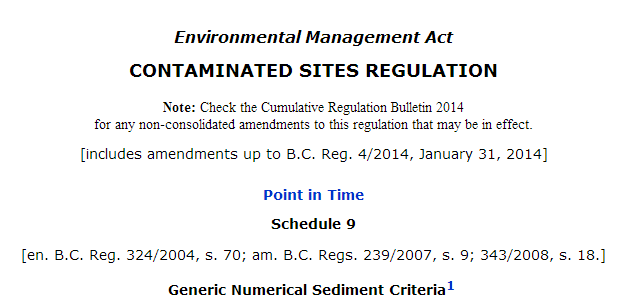 Environmental Management Act
CONTAMINATED SITES REGULATION
Note: Check the Cumulative Regulation Bulletin 2014
for any non-consolidated amendments to this regulation that may be in effect.
[includes amendments up to B.C. Reg. 4/2014, January 31, 2014]
Point in Time
Schedule 9
[en. B.C. Reg. 324/2004, s. 70; am. B.C. Regs. 239/2007, s. 9; 343/2008, s. 18.]
Generic Numerical Sediment Criteria1